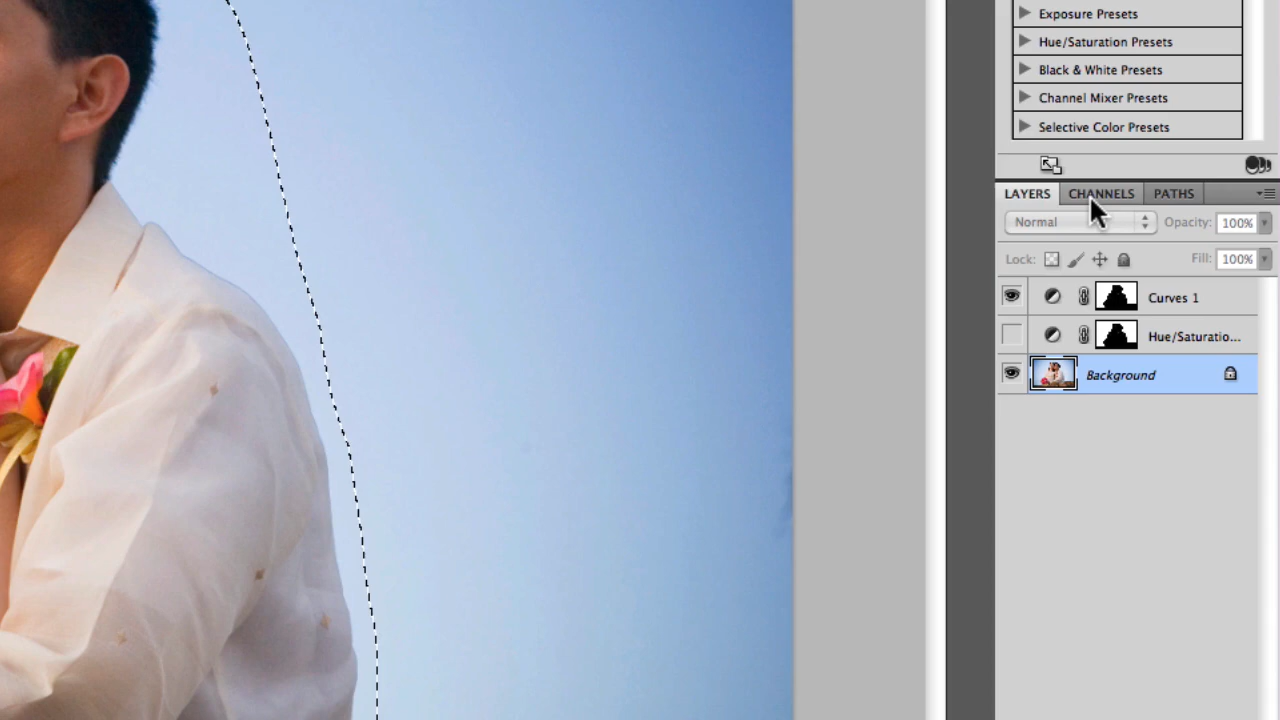 Exposure Presets
Hue/Saturation Presets
Black & White Presets
Channel Mixer Presets
Selective Color Presets
LAYERS CHANNELS PATHS
Normal Opacity: 100%
Lock: Fill: 100%
Curves 1
Hue/Saturatio...
Background